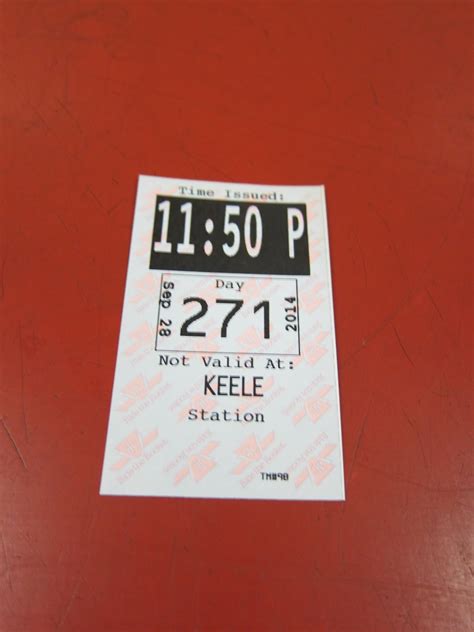 Time Issued:
11:50 P
Day
Sep 28
271
2014
Not Valid At:
KEELE
Station
TM#90